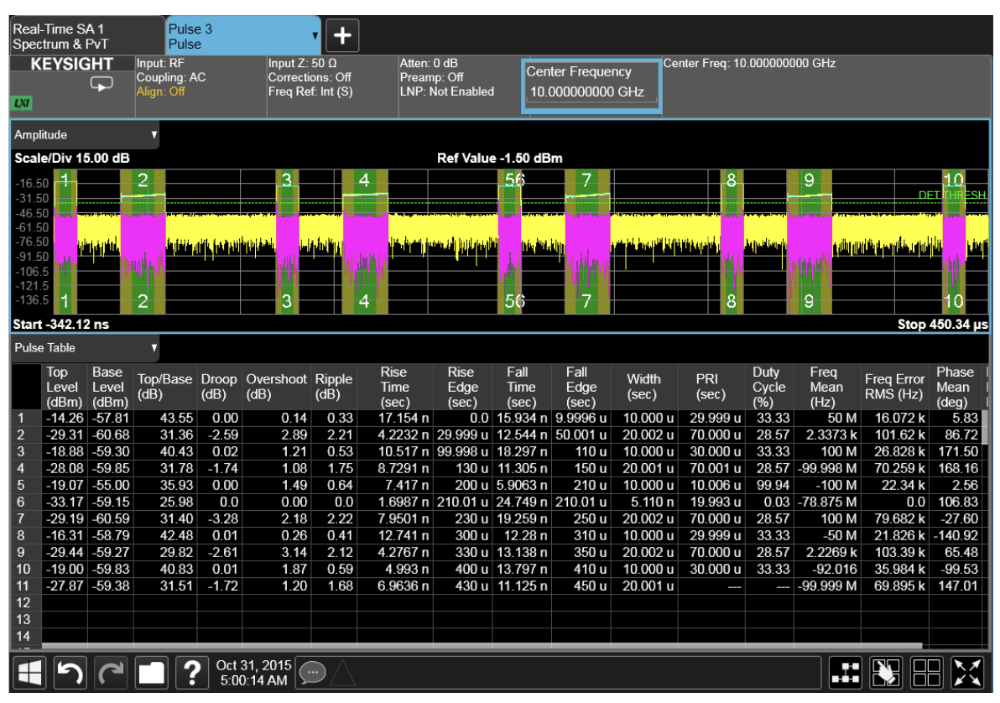 Real-Time SA 1
Spectrum & PvT
Pulse 3
Pulse
KEYSIGHT
LXI
Input: RF
Coupling: AC
Align: Off
Input Z: 50 Ω
Corrections: Off
Freq Ref: Int (S)
Atten: 0 dB
Preamp: Off
LNP: Not Enabled
Center Frequency
10.000000000 GHz
Center Freq: 10.000000000 GHz
Amplitude
Scale/Div 15.00 dB Ref Value -1.50 dBm
1 2 3 4 5 6 7 8 9 10
-16.50
-31.50
DET THRESH
-46.50
-61.50
-76.50
-91.50
-106.5
-121.5
-136.5
1 2 3 4 5 6 7 8 9 10
Start -342.12 ns Stop 450.34 µs
Pulse Table
Top Level (dBm) Base Level (dBm) Top/Base (dB) Droop (dB) Overshoot (dB) Ripple (dB) Rise Time (sec) Rise Edge (sec) Fall Time (sec) Fall Edge (sec) Width (sec) PRI (sec) Duty Cycle (%) Freq Mean (Hz) Freq Error RMS (Hz) Phase Mean (deg)
1 -14.26 -57.81 43.55 0.00 0.14 0.33 17.154 n 0.0 15.934 n 9.9996 u 10.000 u 29.999 u 33.33 50 M 16.072 k 5.83
2 -29.31 -60.68 31.36 -2.59 2.89 2.21 4.2232 n 29.999 u 12.544 n 50.001 u 20.002 u 70.000 u 28.57 2.3373 k 101.62 k 86.72
3 -18.88 -59.30 40.43 0.02 1.21 0.53 10.517 n 99.998 u 18.297 n 110 u 10.000 u 30.000 u 33.33 100 M 26.828 k 171.50
4 -28.08 -59.85 31.78 -1.74 1.08 1.75 8.7291 n 130 u 11.305 n 150 u 20.001 u 70.001 u 28.57 -99.998 M 70.259 k 168.16
5 -19.07 -55.00 35.93 0.00 1.49 0.64 7.417 n 200 u 5.9063 n 210 u 10.000 u 10.006 u 99.94 -100 M 22.34 k 2.56
6 -33.17 -59.15 25.98 0.0 0.00 0.0 1.6987 n 210.01 u 24.749 n 210.01 u 5.110 n 19.993 u 0.03 -78.875 M 0.0 106.83
7 -29.19 -60.59 31.40 -3.28 2.18 2.22 7.9501 n 230 u 19.259 n 250 u 20.002 u 70.000 u 28.57 100 M 79.682 k -27.60
8 -16.31 -58.79 42.48 0.01 0.26 0.41 12.741 n 300 u 12.28 n 310 u 10.000 u 29.999 u 33.33 -50 M 21.826 k -140.92
9 -29.44 -59.27 29.82 -2.61 3.14 2.12 4.2767 n 330 u 13.138 n 350 u 20.002 u 70.000 u 28.57 2.2269 k 103.39 k 65.48
10 -19.00 -59.83 40.83 0.01 1.87 0.59 4.993 n 400 u 13.797 n 410 u 10.000 u 30.000 u 33.33 -92.016 35.984 k -99.53
11 -27.87 -59.38 31.51 -1.72 1.20 1.68 6.9636 n 430 u 11.125 n 450 u 20.001 u --- --- -99.999 M 69.895 k 147.01
12
13
14
?
Oct 31, 2015
5:00:14 AM